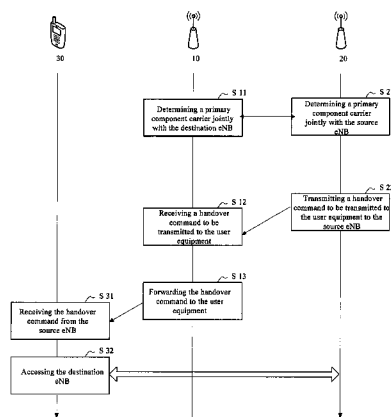 30
10
20
S 11
Determining a primary
component carrier jointly
with the destination eNB
S 2
Determining a primary
component carrier
jointly with the source
eNB
S 2
Transmitting a handover
command to be transmitted to
the user equipment to the
source eNB
S 12
Receiving a handover
command to be
transmitted to the user
equipment
S 13
Forwarding the handover
command to the user
equipment
S 31
Receiving the handover
command from the
source eNB
S 32
Accessing the destination
eNB